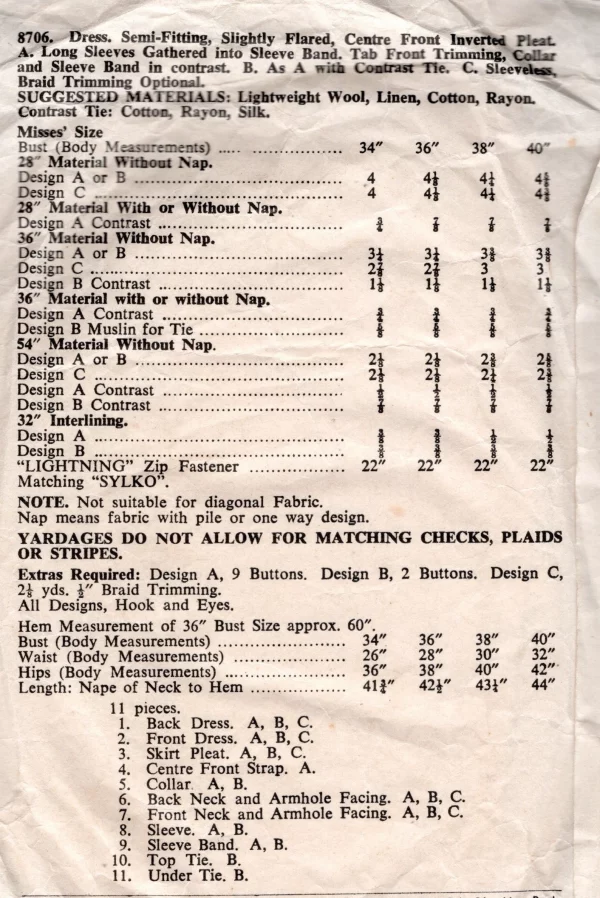 8706. Dress. Semi-Fitting, Slightly Flared, Centre Front Inverted Pleat.
A. Long Sleeves Gathered into Sleeve Band. Tab Front Trimming, Collar
and Sleeve Band in contrast. B. As A with Contrast Tie. C. Sleeveless,
Braid Trimming Optional.
SUGGESTED MATERIALS: Lightweight Wool, Linen, Cotton, Rayon.
Contrast Tie: Cotton, Rayon, Silk.
Misses' Size
Bust (Body Measurements) ..... .................. 34″ 36″ 38″ 40″
28″ Material Without Nap.
Design A or B .......................................... 4 4⅛ 4¼
Design C .................................................. 4 4⅛ 4¼
28″ Material With or Without Nap.
Design A Contrast ..................................... ¾ ⅞ ⅞ ⅞
36″ Material Without Nap.
Design A or B .......................................... 3¼ 3¼ 3⅜ 3⅜
Design C .................................................. 2⅞ 2⅞ 3 3
Design B Contrast ..................................... 1⅛ 1⅛ 1⅛ 1⅛
36″ Material with or without Nap.
Design A Contrast ..................................... ¾ ¾ ¾ ¾
Design B Muslin for Tie ............................. ⅝ ⅝ ⅝ ⅝
54″ Material Without Nap.
Design A or B .......................................... 2⅛ 2⅛ 2⅜
Design C .................................................. 2⅛ 2⅛ 2¼ 2⅜
Design A Contrast ..................................... ½ ½ ½ ½
Design B Contrast ..................................... ⅞ ⅞ ⅞ ⅞
32″ Interlining.
Design A .................................................. ⅜ ⅜ ½ ½
Design B .................................................. ⅜ ⅜ ⅜ ⅜
“LIGHTNING” Zip Fastener ................... 22″ 22″ 22″ 22″
Matching “SYLKO”.
NOTE. Not suitable for diagonal Fabric.
Nap means fabric with pile or one way design.
YARDAGES DO NOT ALLOW FOR MATCHING CHECKS, PLAIDS
OR STRIPES.
Extras Required: Design A, 9 Buttons. Design B, 2 Buttons. Design C,
2⅛ yds. ½″ Braid Trimming.
All Designs, Hook and Eyes.
Hem Measurement of 36″ Bust Size approx. 60″.
Bust (Body Measurements) ........................ 34″ 36″ 38″ 40″
Waist (Body Measurements) ...................... 26″ 28″ 30″ 32″
Hips (Body Measurements) ....................... 36″ 38″ 40″ 42″
Length: Nape of Neck to Hem .................. 41¾″ 42½″ 43¼″ 44″
11 pieces.
1. Back Dress. A, B, C.
2. Front Dress. A, B, C.
3. Skirt Pleat. A, B, C.
4. Centre Front Strap. A.
5. Collar. A, B.
6. Back Neck and Armhole Facing. A, B, C.
7. Front Neck and Armhole Facing. A, B, C.
8. Sleeve. A, B.
9. Sleeve Band. A, B.
10. Top Tie. B.
11. Under Tie. B.